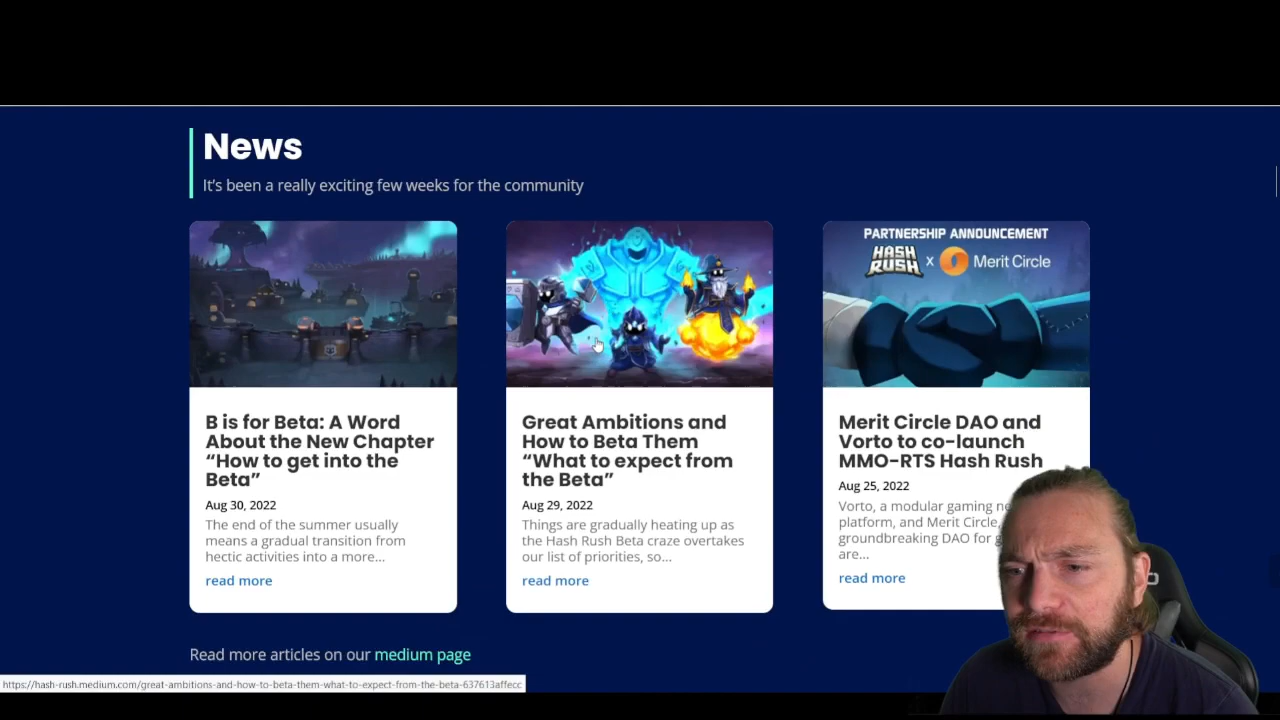 News
It's been a really exciting few weeks for the community
PARTNERSHIP ANNOUNCEMENT
HASH RUSH x Merit Circle
B is for Beta: A Word
About the New Chapter
“How to get into the
Beta”
Aug 30, 2022
The end of the summer usually
means a gradual transition from
hectic activities into a more...
read more
Great Ambitions and
How to Beta Them
“What to expect from
the Beta”
Aug 29, 2022
Things are gradually heating up as
the Hash Rush Beta craze overtakes
our list of priorities, so...
read more
Merit Circle DAO and
Vorto to co-launch
MMO-RTS Hash Rush
Aug 25, 2022
Vorto, a modular gaming
platform, and Merit Circle,
groundbreaking DAO for
are...
read more
Read more articles on our medium page
https://hash-rush.medium.com/great-ambitions-and-how-to-beta-them-what-to-expect-from-the-beta-637613affecc